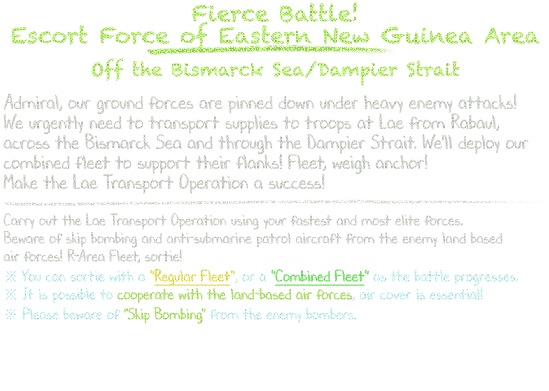 Fierce Battle!
Escort Force of Eastern New Guinea Area
Off the Bismarck Sea/Dampier Strait
Admiral, our ground forces are pinned down under heavy enemy attacks!
We urgently need to transport supplies to troops at Lae from Rabaul,
across the Bismarck Sea and through the Dampier Strait. We'll deploy our
combined fleet to support their flanks! Fleet, weigh anchor!
Make the Lae Transport Operation a success!
Carry out the Lae Transport Operation using your fastest and most elite forces.
Beware of skip bombing and anti-submarine patrol aircraft from the enemy land based
air forces! R-Area Fleet, sortie!
※ You can sortie with a "Regular Fleet", or a "Combined Fleet" as the battle progresses.
※ It is possible to cooperate with the land-based air forces, air cover is essential!
※ Please beware of "Skip Bombing" from the enemy bombers.